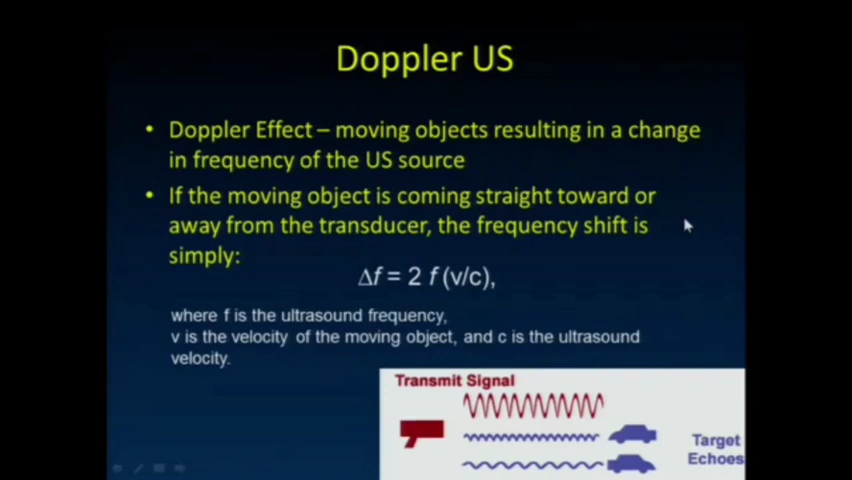 Doppler US
• Doppler Effect – moving objects resulting in a change
in frequency of the US source
• If the moving object is coming straight toward or
away from the transducer, the frequency shift is
simply:
Δf = 2 f (v/c),
where f is the ultrasound frequency,
v is the velocity of the moving object, and c is the ultrasound
velocity.
Transmit Signal
Target
Echoes